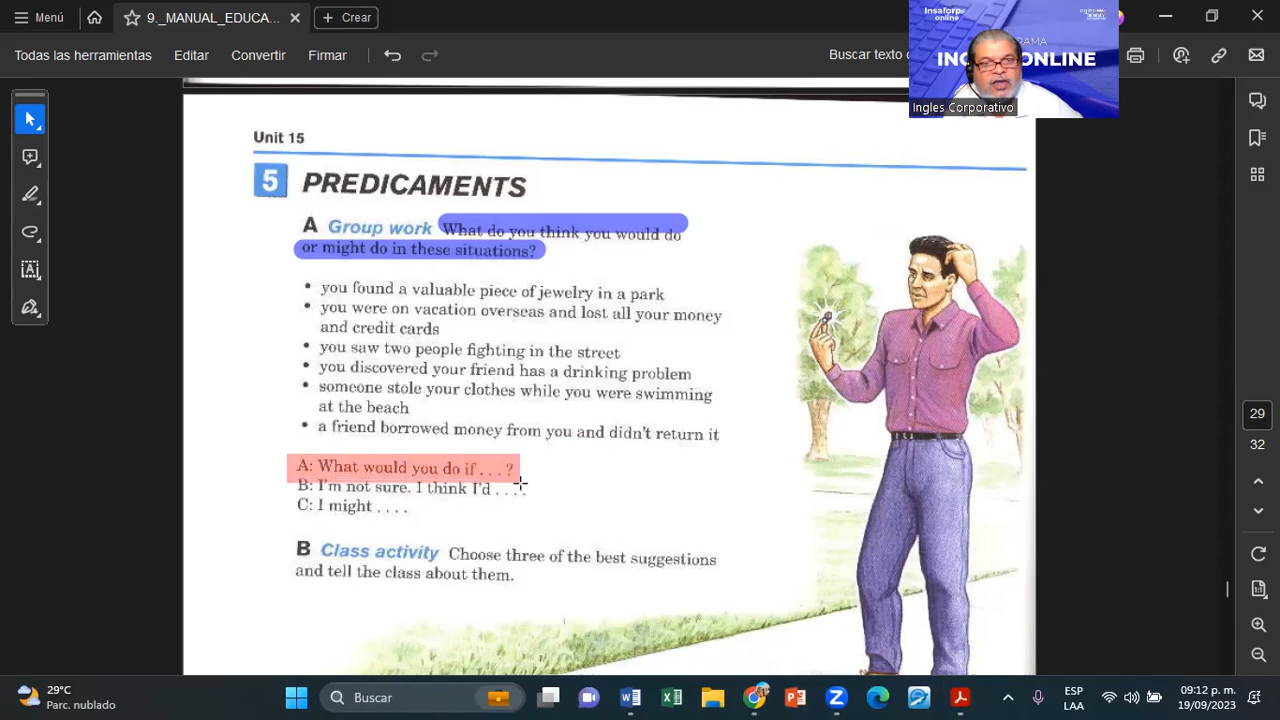 Menú
9._MANUAL_EDUCA...
Crear
Todas las herramientas
Editar
Convertir
Firmar
Buscar texto
Insaforp
online
INGLES ONLINE
Ingles Corporativo
Unit 15
5 PREDICAMENTS
A Group work What do you think you would do
or might do in these situations?
• you found a valuable piece of jewelry in a park
• you were on vacation overseas and lost all your money
and credit cards
• you saw two people fighting in the street
• you discovered your friend has a drinking problem
• someone stole your clothes while you were swimming
at the beach
• a friend borrowed money from you and didn't return it
A: What would you do if . . . ?
B: I'm not sure. I think I'd . . . .
C: I might . . . .
B Class activity Choose three of the best suggestions
and tell the class about them.
29
32
29°C
Parc. nublado
Buscar
ESP
LAA
09:12 p. m.
19/09/2023